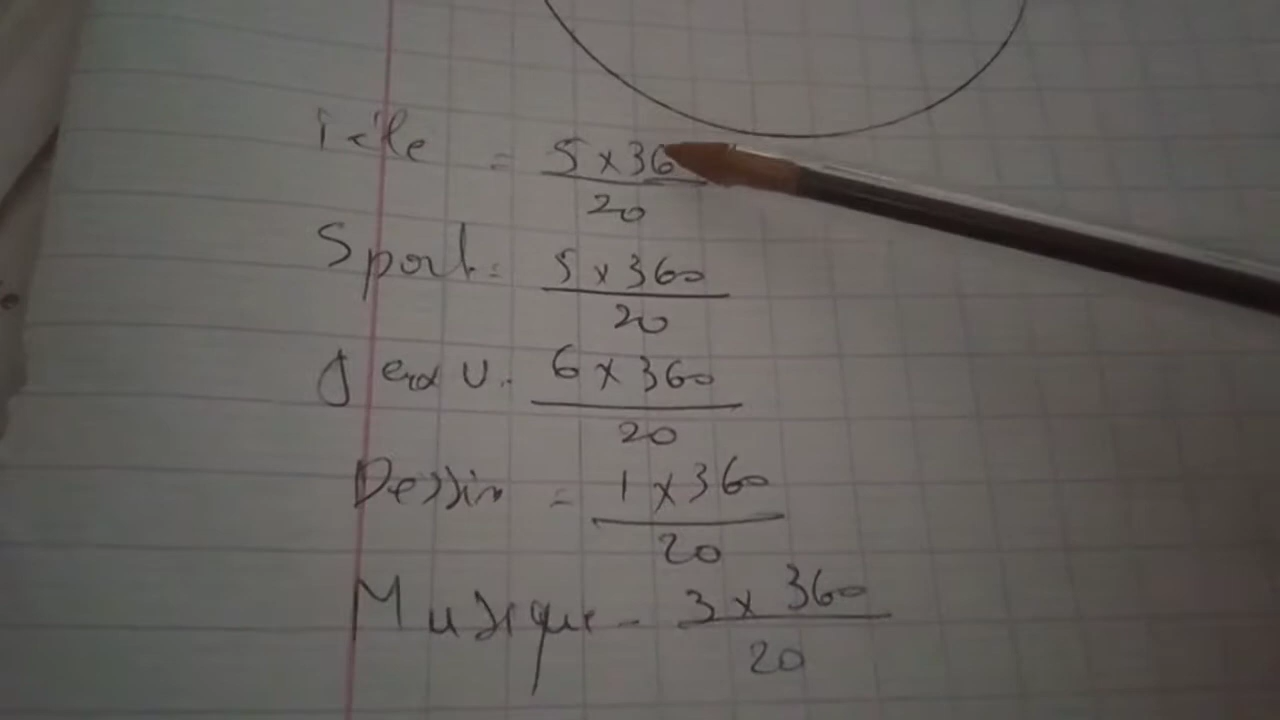 Télé = 5 x 36
20
Sport = 5 x 360
20
Jeux V. 6 x 360
20
Dessin = 1 x 360
20
Musique - 3 x 360
20